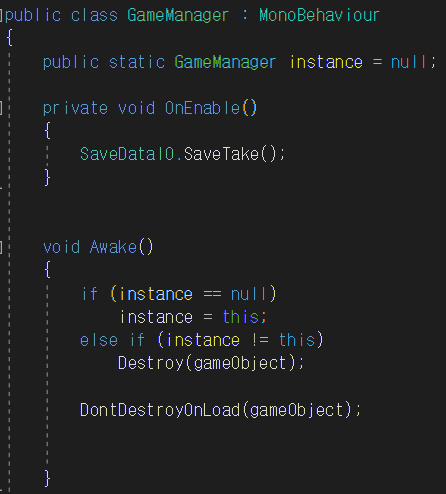 public class GameManager : MonoBehaviour
{
public static GameManager instance = null;
private void OnEnable()
{
SaveDataIO.SaveTake();
}
void Awake()
{
if (instance == null)
instance = this;
else if (instance != this)
Destroy(gameObject);
DontDestroyOnLoad(gameObject);
}